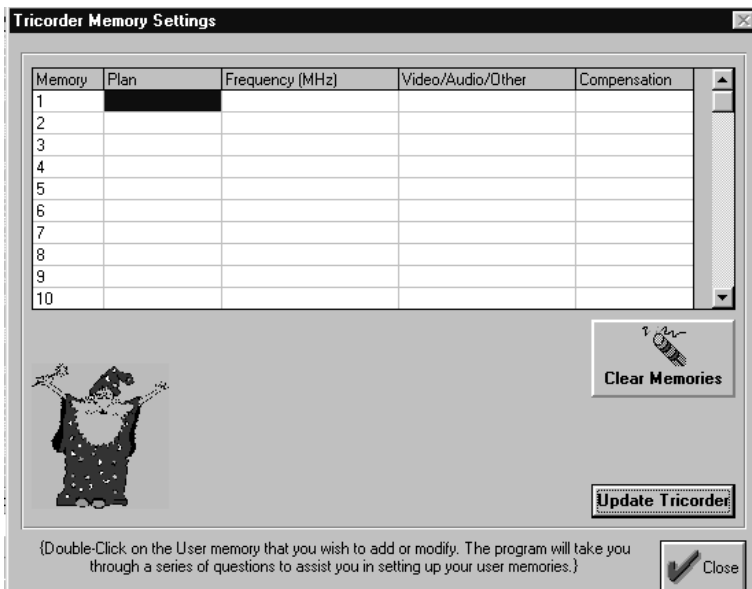 Tricorder Memory Settings
Memory Plan Frequency (MHz) Video/Audio/Other Compensation
1
2
3
4
5
6
7
8
9
10
Clear Memories
Update Tricorder
{Double-Click on the User memory that you wish to add or modify. The program will take you
through a series of questions to assist you in setting up your user memories.}
Close